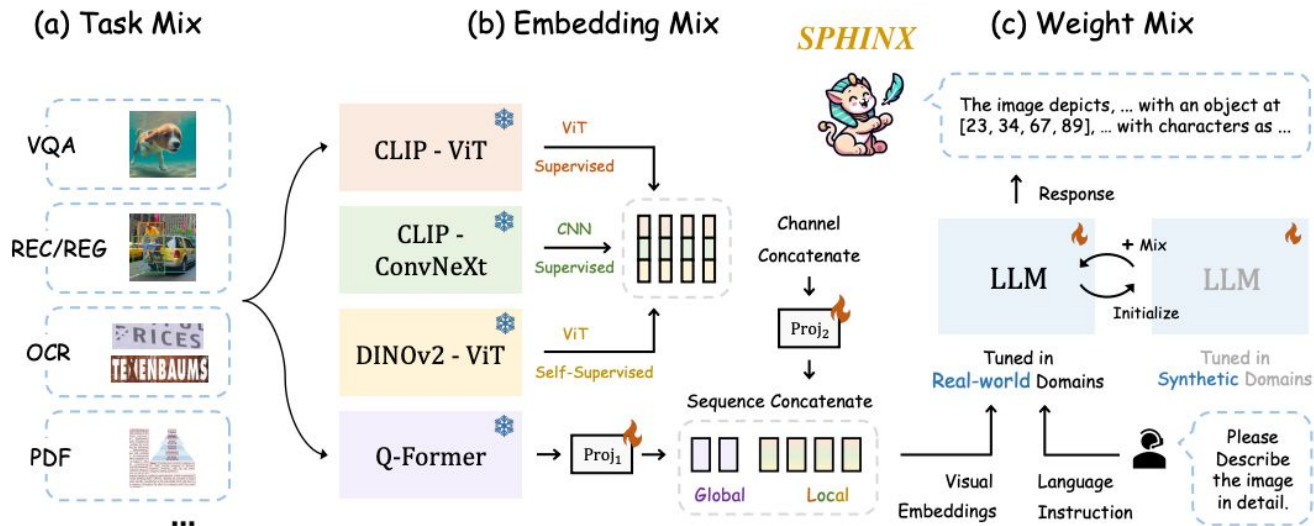 (a) Task Mix
(b) Embedding Mix
SPHINX
(c) Weight Mix
VQA
REC/REG
OCR
RICES
TEXENBAUMS
PDF
...
CLIP - ViT
ViT
Supervised
CLIP -
ConvNeXt
CNN
Supervised
DINOv2 - ViT
ViT
Self-Supervised
Q-Former
Proj₁
Channel
Concatenate
Proj₂
Sequence Concatenate
Global
Local
The image depicts, ... with an object at
[23, 34, 67, 89], ... with characters as ...
Response
LLM
+ Mix
Initialize
LLM
Tuned in
Real-world Domains
Tuned in
Synthetic Domains
Visual
Embeddings
Language
Instruction
Please
Describe
the image
in detail.